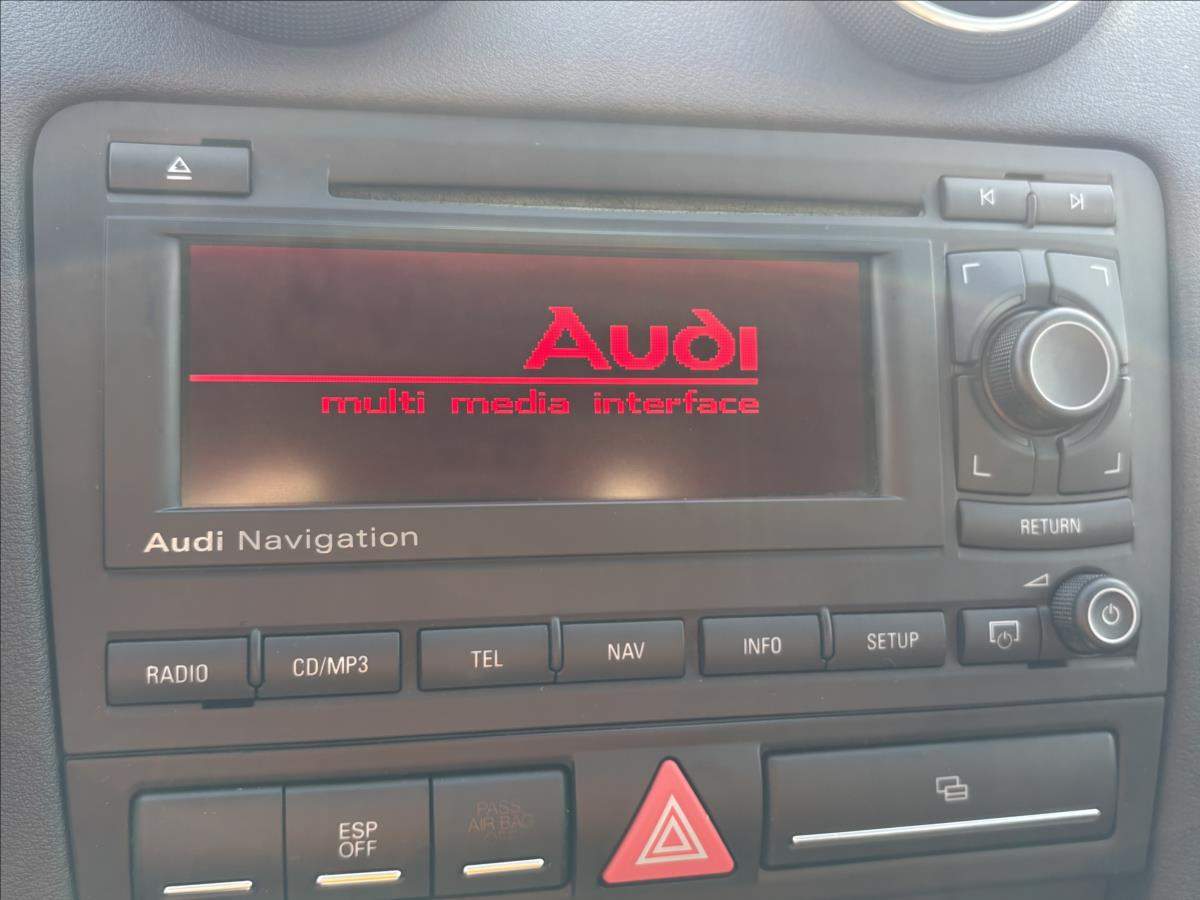 Audi
multi media interface
Audi Navigation
RETURN
RADIO
CD/MP3
TEL
NAV
INFO
SETUP
ESP
OFF
PASS
AIR BAG